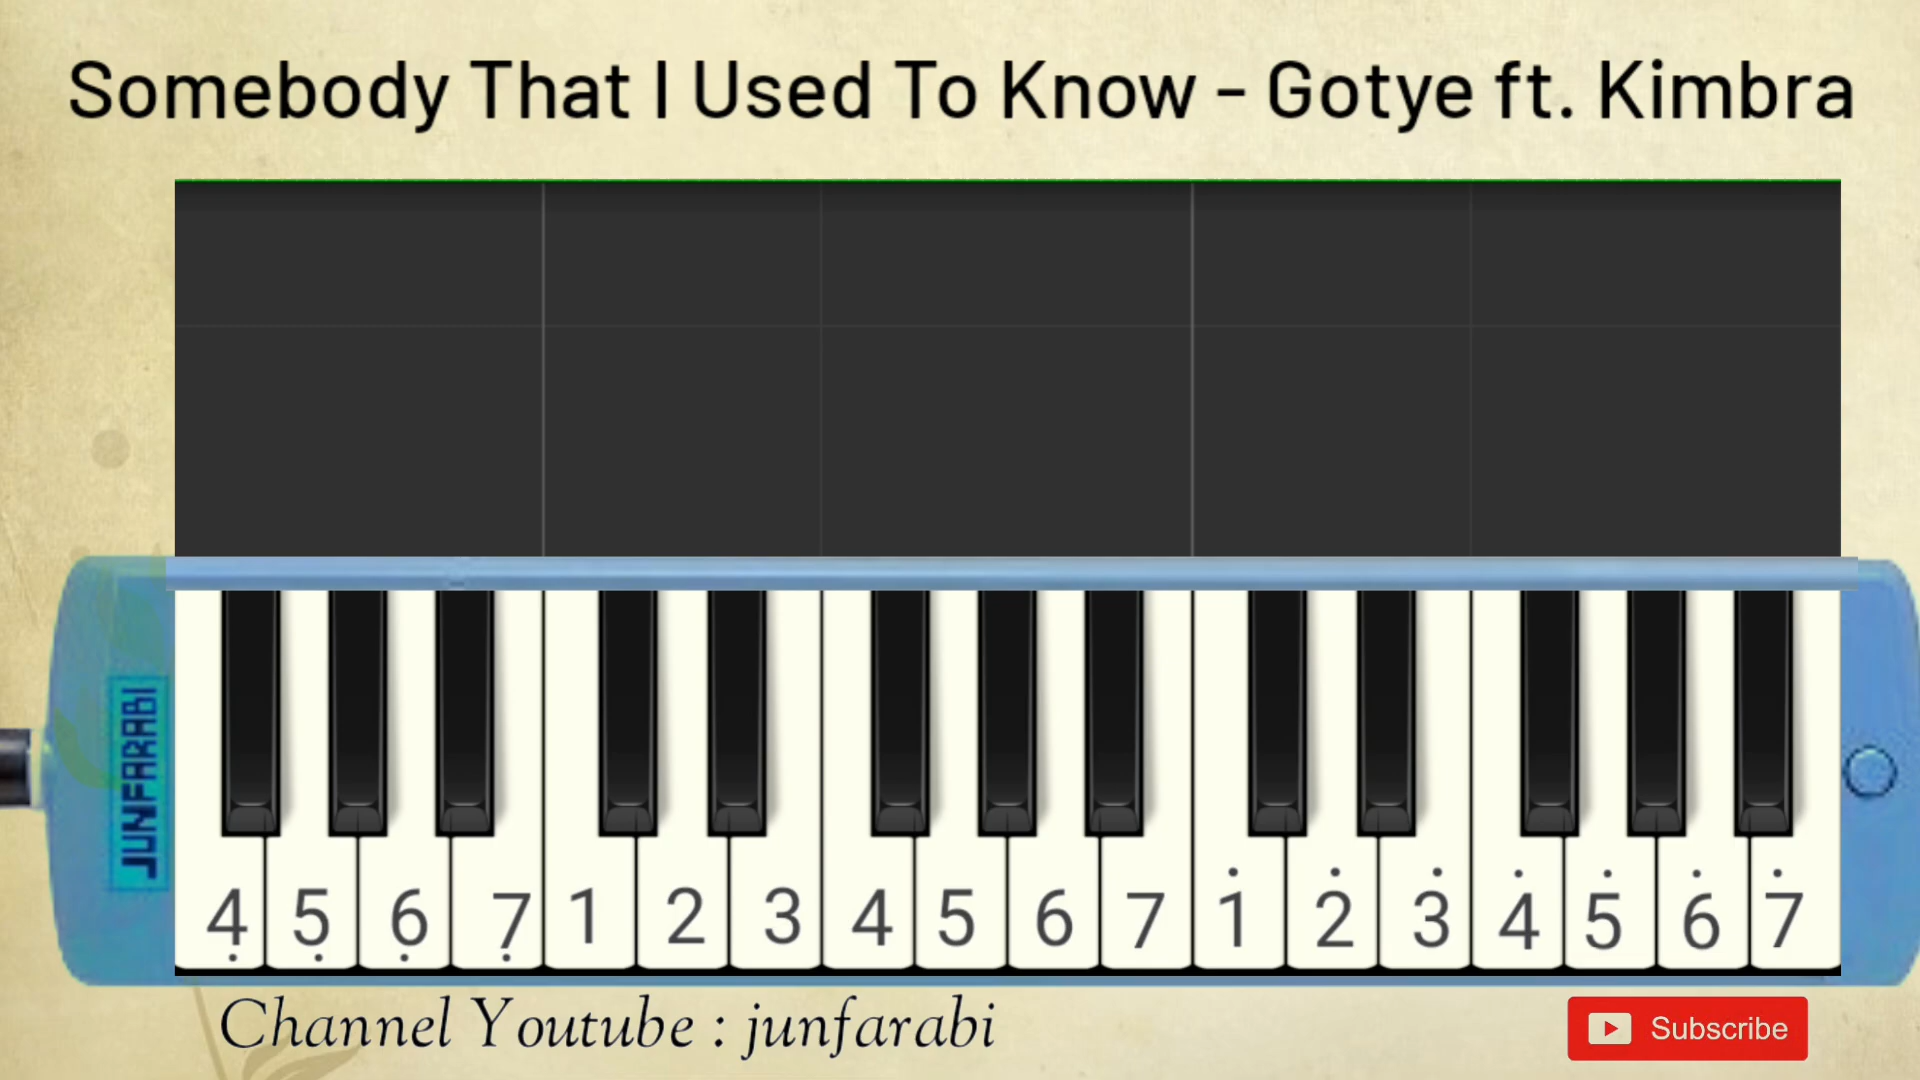 Somebody That I Used To Know - Gotye ft. Kimbra
JUNFARABI
4̣ 5̣ 6̣ 7̣ 1 2 3 4 5 6 7 1̇ 2̇ 3̇ 4̇ 5̇ 6̇ 7̇
Channel Youtube : junfarabi
Subscribe